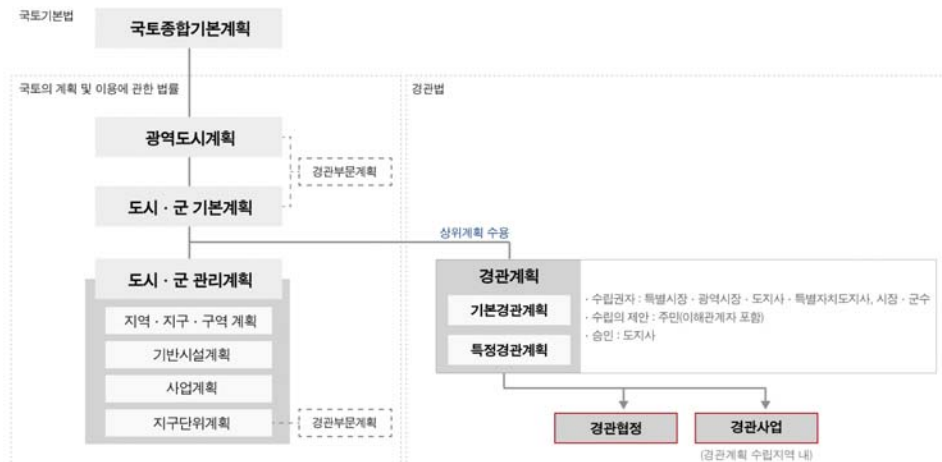 국토기본법
국토종합기본계획
국토의 계획 및 이용에 관한 법률
광역도시계획
경관부문계획
도시 · 군 기본계획
도시 · 군 관리계획
지역 · 지구 · 구역 계획
기반시설계획
사업계획
지구단위계획
경관부문계획
경관법
상위계획 수용
경관계획
기본경관계획
특정경관계획
· 수립권자 : 특별시장 · 광역시장 · 도지사 · 특별자치도지사, 시장 · 군수
· 수립의 제안 : 주민(이해관계자 포함)
· 승인 : 도지사
경관협정
경관사업
(경관계획 수립지역 내)